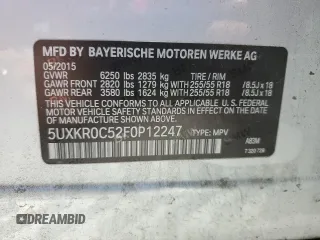 MFD BY BAYERISCHE MOTOREN WERKE AG
05/2015
GVWR 6250 lbs 2835 kg TIRE / RIM
GAWR FRONT 2820 lbs 1279 kg WITH 255/55 R18 /8.5J x 18
GAWR REAR 3580 lbs 1624 kg WITH 255/55 R18 /8.5J x 18
THIS VEHICLE CONFORMS TO ALL APPLICABLE U. S. FEDERAL
MOTOR VEHICLE SAFETY STANDARDS IN EFFECT ON THE DATE
OF MANUFACTURE SHOWN ABOVE.
5UXKR0C52F0P12247 TYPE: MPV
© DREAMBID
DREAMBID.COM